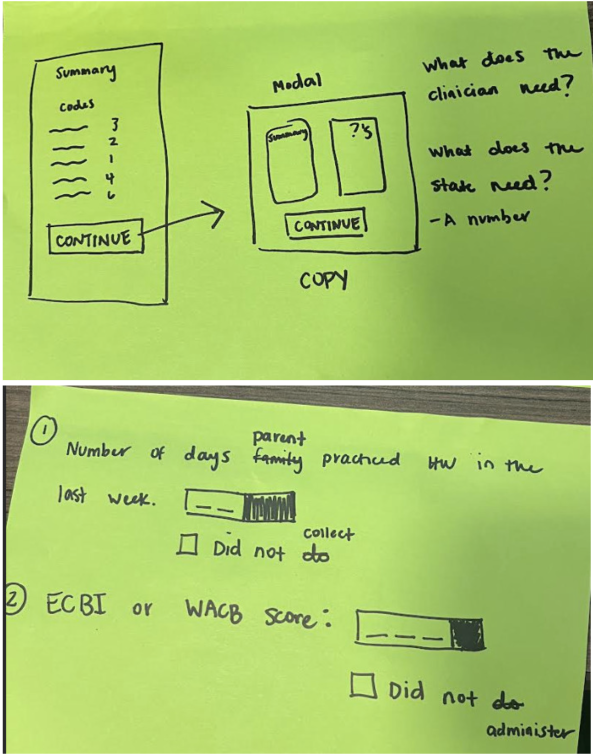 Summary
codes
3
2
1
4
6
CONTINUE
Modal
Summary
?'s
CONTINUE
COPY
What does the
clinician need?
What does the
state need?
- A number
1
parent
Number of days family practiced HW in the
last week.
collect
Did not do
2 ECBI or WACB score:
Did not do
administer